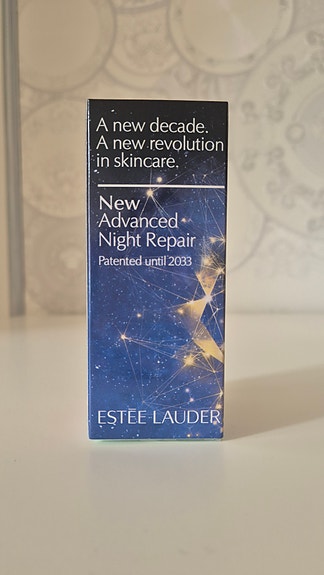 A new decade.
A new revolution
in skincare.
New
Advanced
Night Repair
Patented until 2033
ESTĒE LAUDER